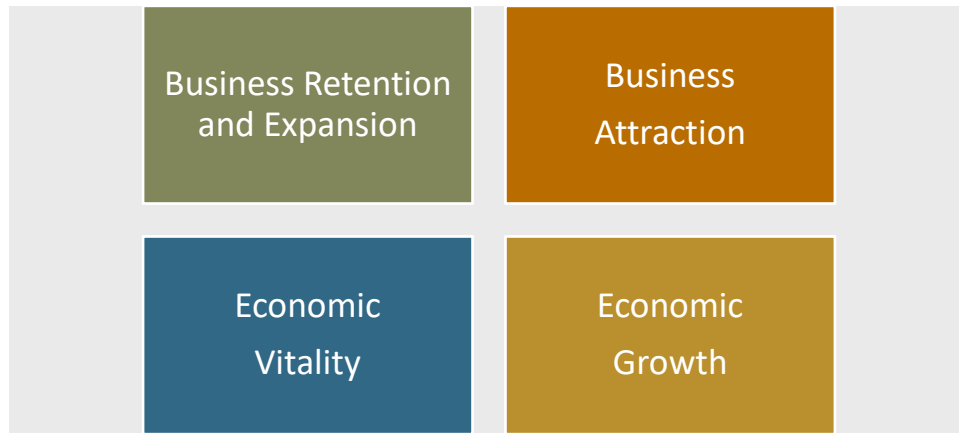 Business Retention
and Expansion
Business
Attraction
Economic
Vitality
Economic
Growth